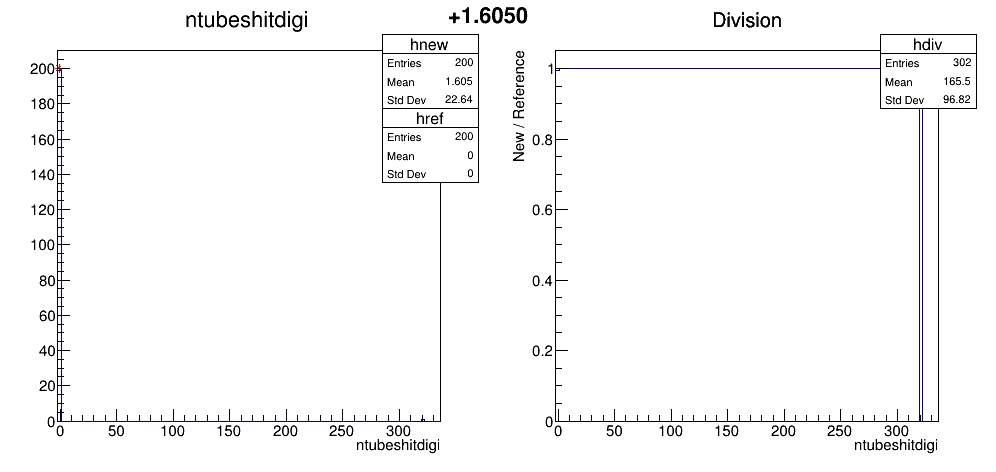 ntubeshitdigi
+1.6050
Division
hnew
Entries 200
Mean 1.605
Std Dev 22.64
href
Entries 200
Mean 0
Std Dev 0
200
180
160
140
120
100
80
60
40
20
0
0 50 100 150 200 250 300
ntubeshitdigi
hdiv
Entries 302
Mean 165.5
Std Dev 96.82
New / Reference
1
0.8
0.6
0.4
0.2
0
0 50 100 150 200 250 300
ntubeshitdigi